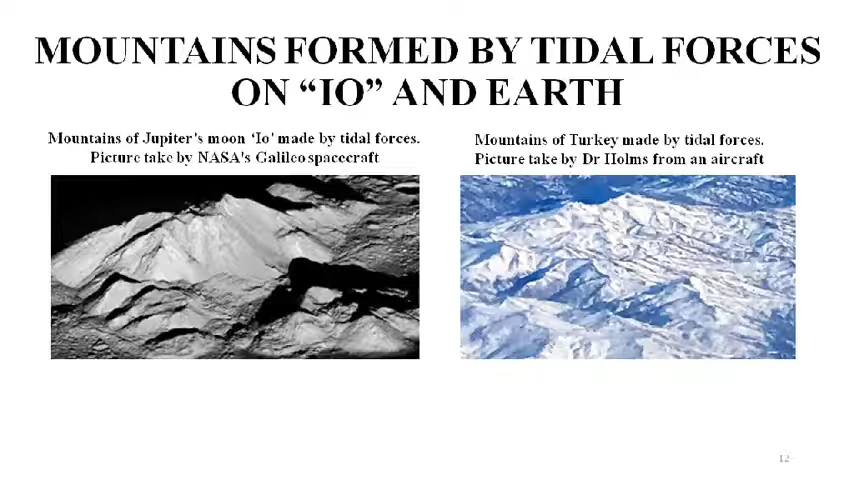 MOUNTAINS FORMED BY TIDAL FORCES
ON “IO” AND EARTH
Mountains of Jupiter's moon ‘Io’ made by tidal forces.
Picture take by NASA's Galileo spacecraft
Mountains of Turkey made by tidal forces.
Picture take by Dr Holms from an aircraft
12